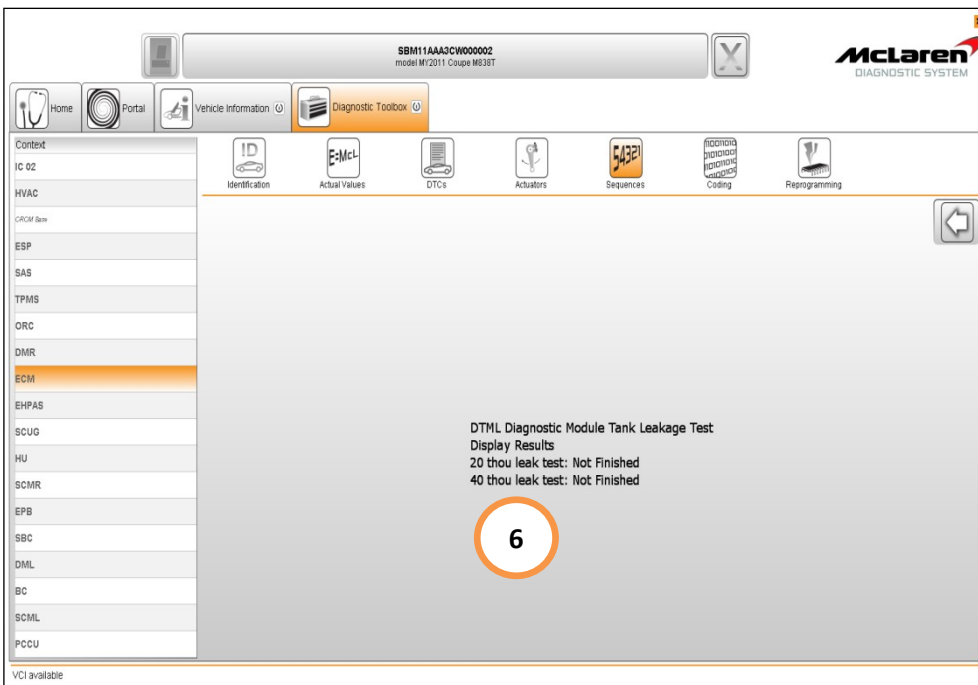 SBM11AAA3CW000002
model MY2011 Coupe M838T
X
McLaren
DIAGNOSTIC SYSTEM
Home
Portal
Vehicle Information
Diagnostic Toolbox
Context
IC 02
HVAC
CRCM Base
ESP
SAS
TPMS
ORC
DMR
ECM
EHPAS
SCUG
HU
SCMR
EPB
SBC
DML
BC
SCML
PCCU
ID
Identification
E=McL
Actual Values
DTCs
Actuators
54321
Sequences
Coding
Reprogramming
DTML Diagnostic Module Tank Leakage Test
Display Results
20 thou leak test: Not Finished
40 thou leak test: Not Finished
6
VCI available